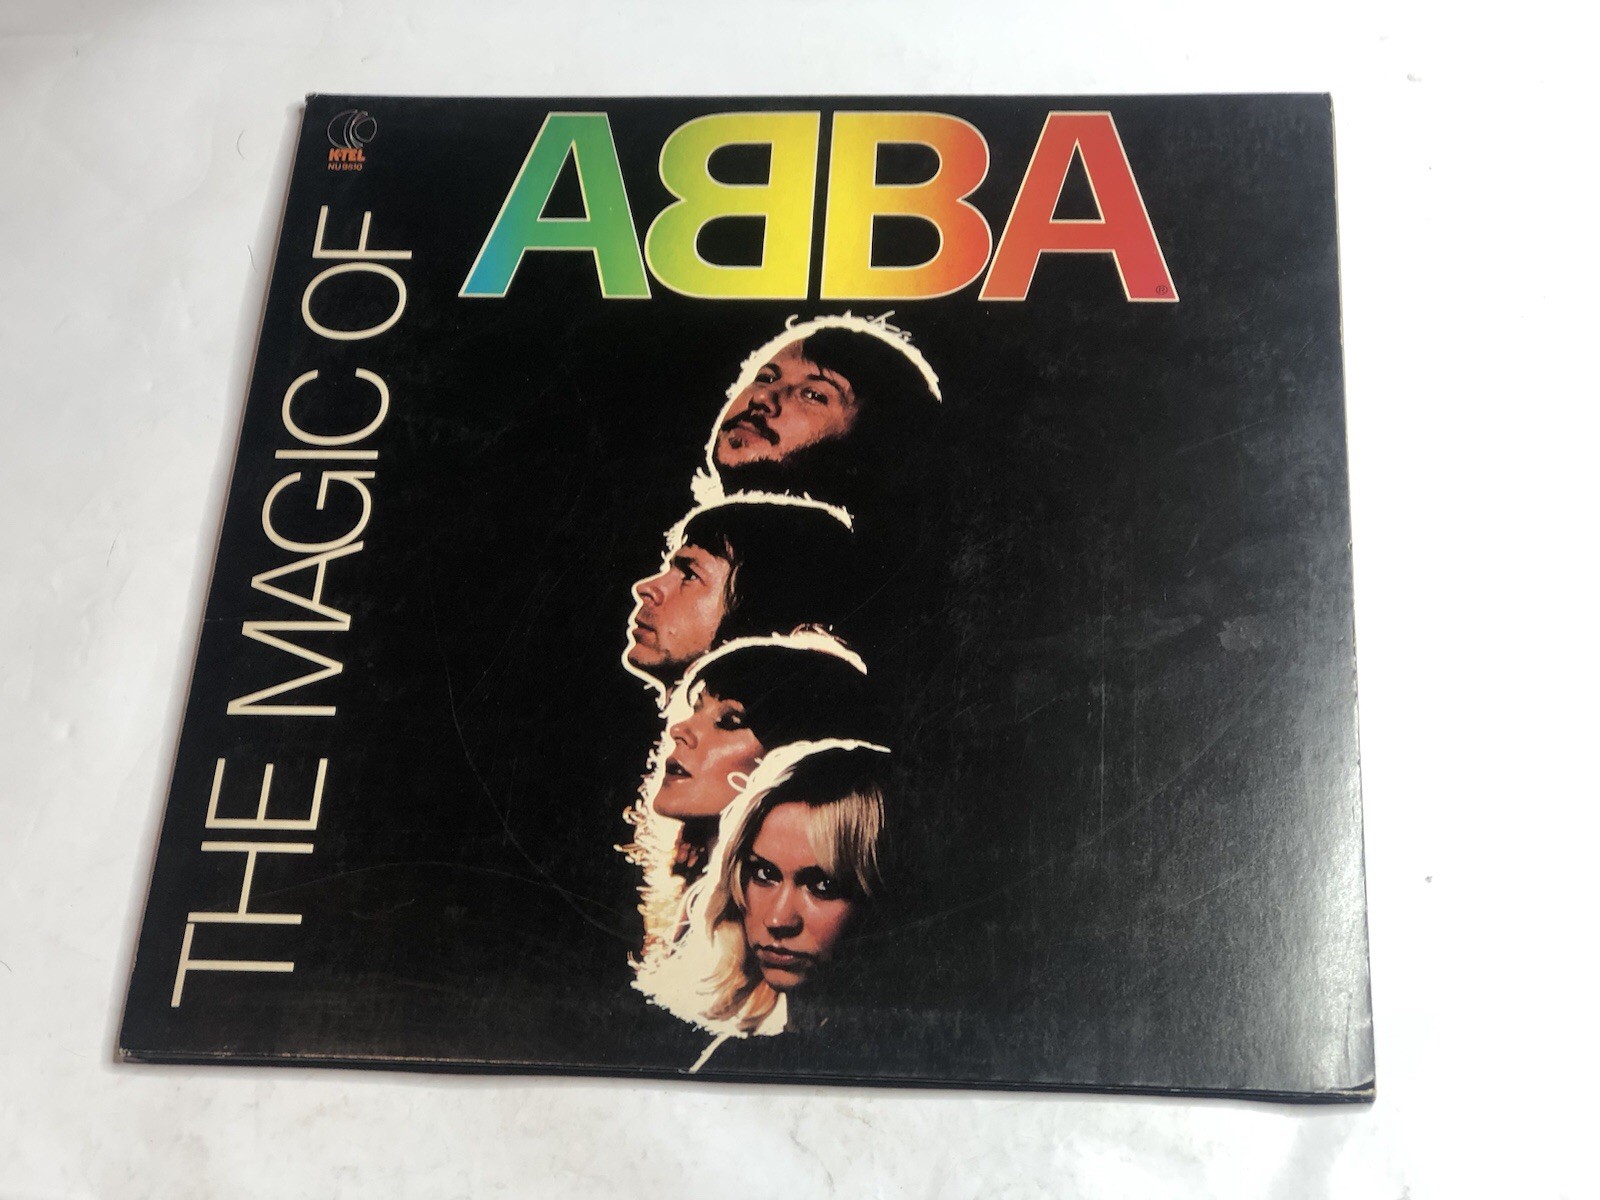 K-TEL
NU 9510
THE MAGIC OF
ABBA
®